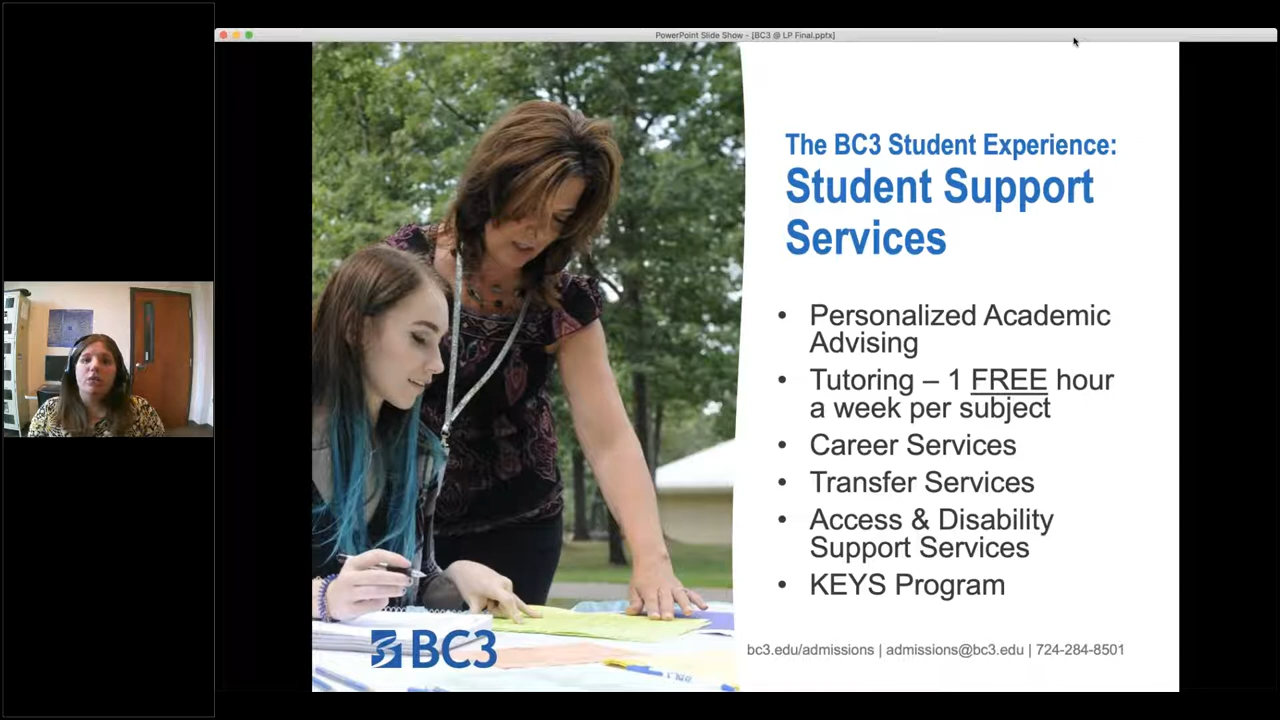 PowerPoint Slide Show - [BC3 @ LP Final.pptx]
The BC3 Student Experience:
Student Support
Services
• Personalized Academic
Advising
• Tutoring – 1 FREE hour
a week per subject
• Career Services
• Transfer Services
• Access & Disability
Support Services
• KEYS Program
BC3
bc3.edu/admissions | admissions@bc3.edu | 724-284-8501